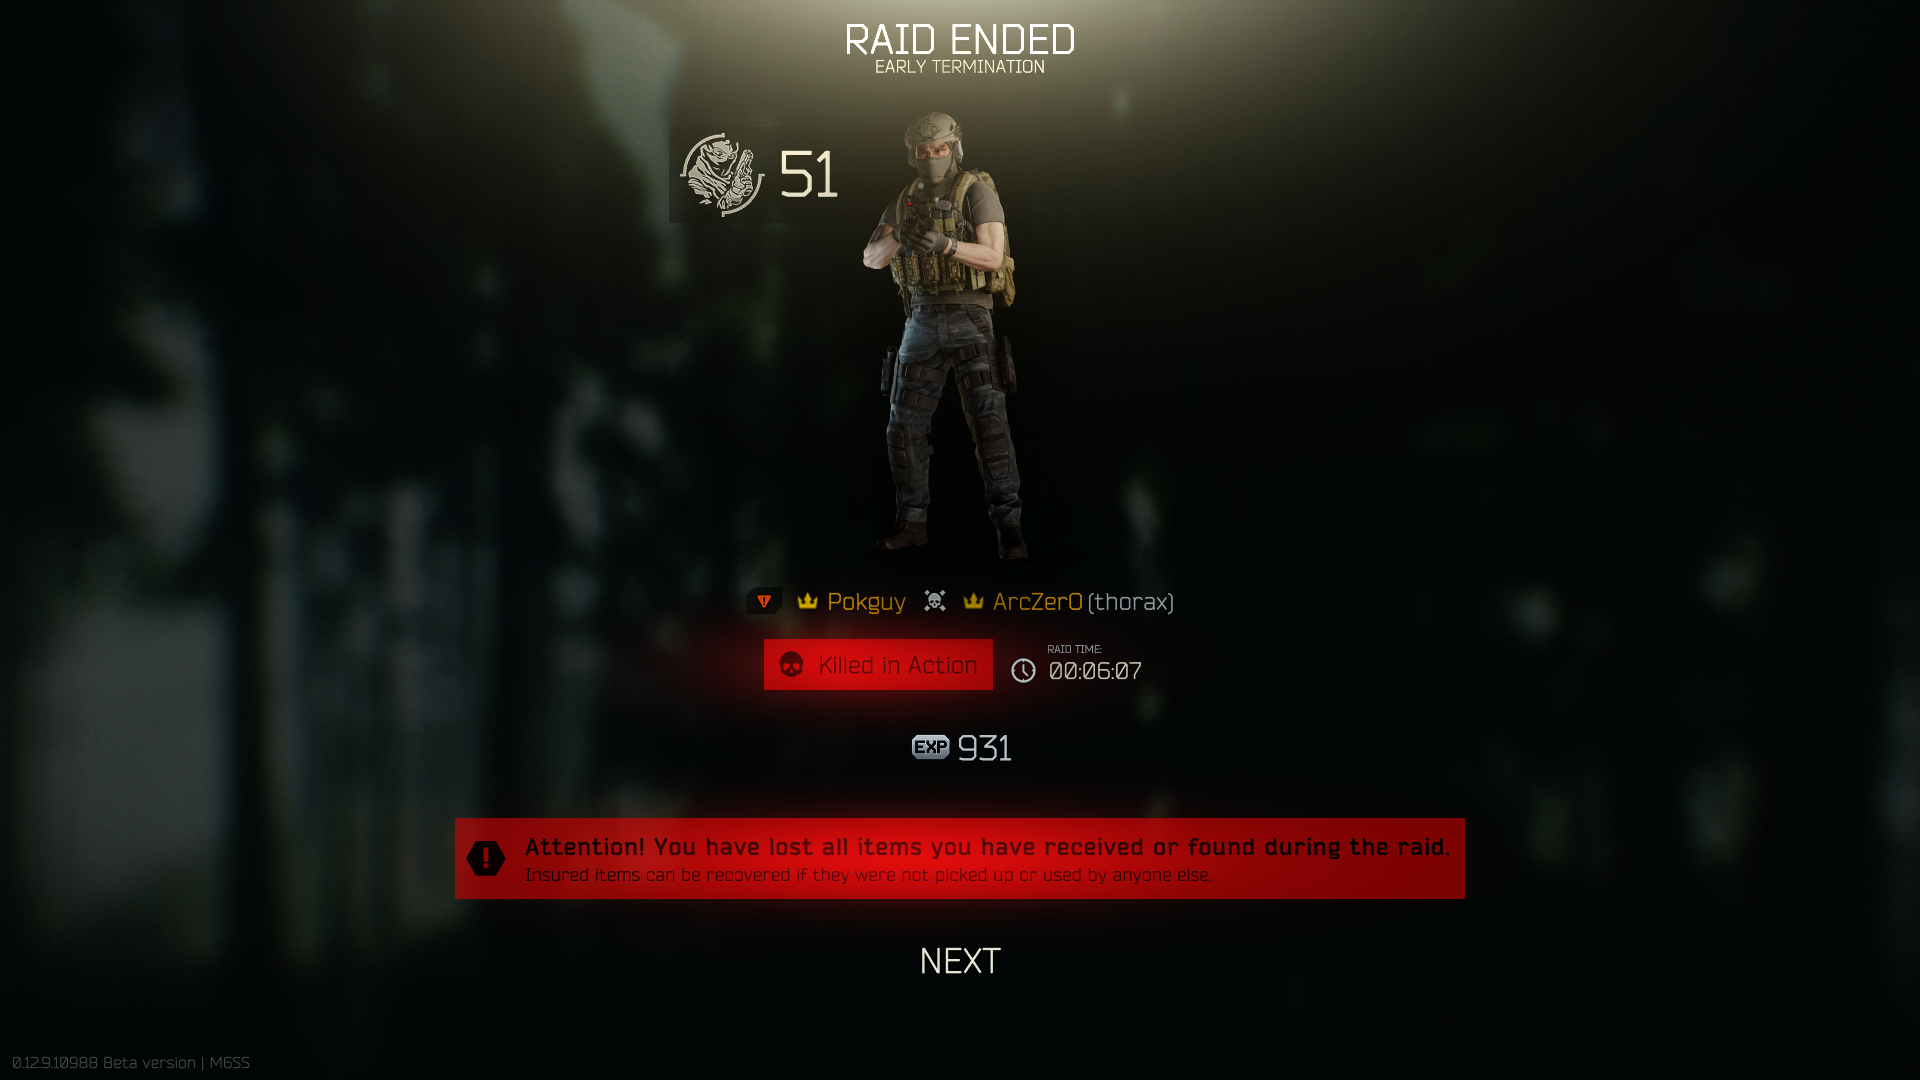 RAID ENDED
EARLY TERMINATION
51
Pokguy ArcZer0 (thorax)
Killed in Action
RAID TIME:
00:06:07
EXP 931
Attention! You have lost all items you have received or found during the raid.
Insured items can be recovered if they were not picked up or used by anyone else.
NEXT
0.12.9.10988 Beta version | M6SS